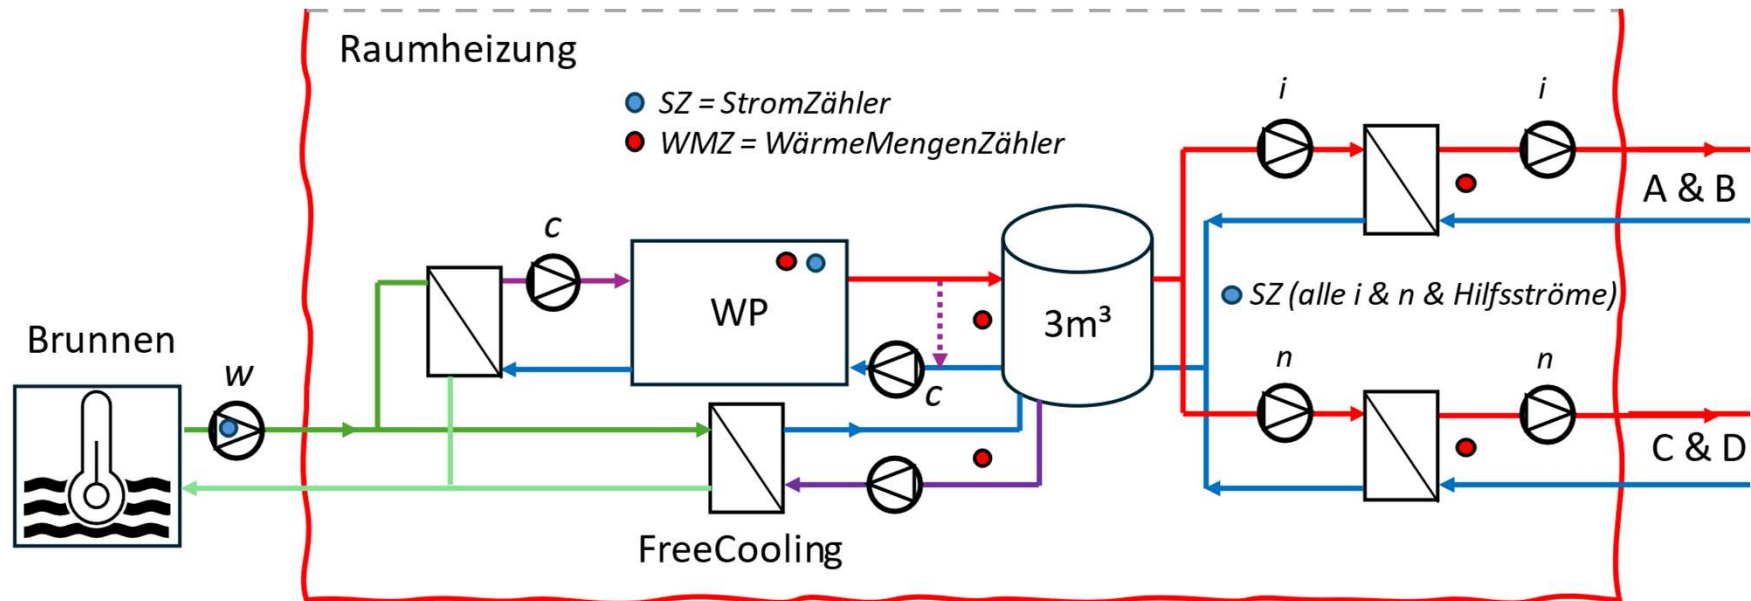 Raumheizung
SZ = StromZähler
WMZ = WärmeMengenZähler
i
i
A & B
c
WP
3m³
SZ (alle i & n & Hilfsströme)
Brunnen
w
c
n
n
C & D
FreeCooling